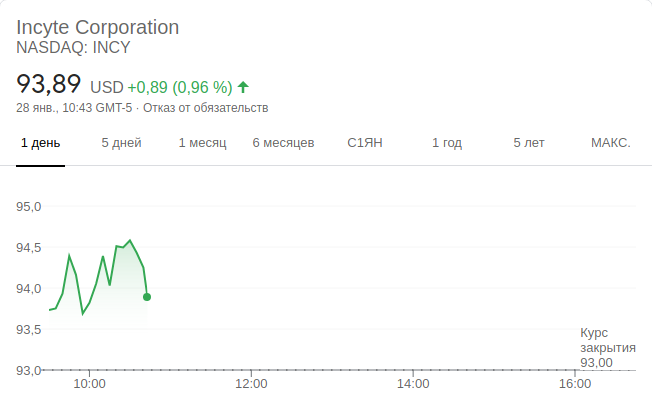 Incyte Corporation
NASDAQ: INCY
93,89 USD +0,89 (0,96 %)
28 янв., 10:43 GMT-5 · Отказ от обязательств
1 день 5 дней 1 месяц 6 месяцев С1ЯН 1 год 5 лет МАКС.
95,0
94,5
94,0
93,5
93,0
Курс
закрытия
93,00
10:00 12:00 14:00 16:00